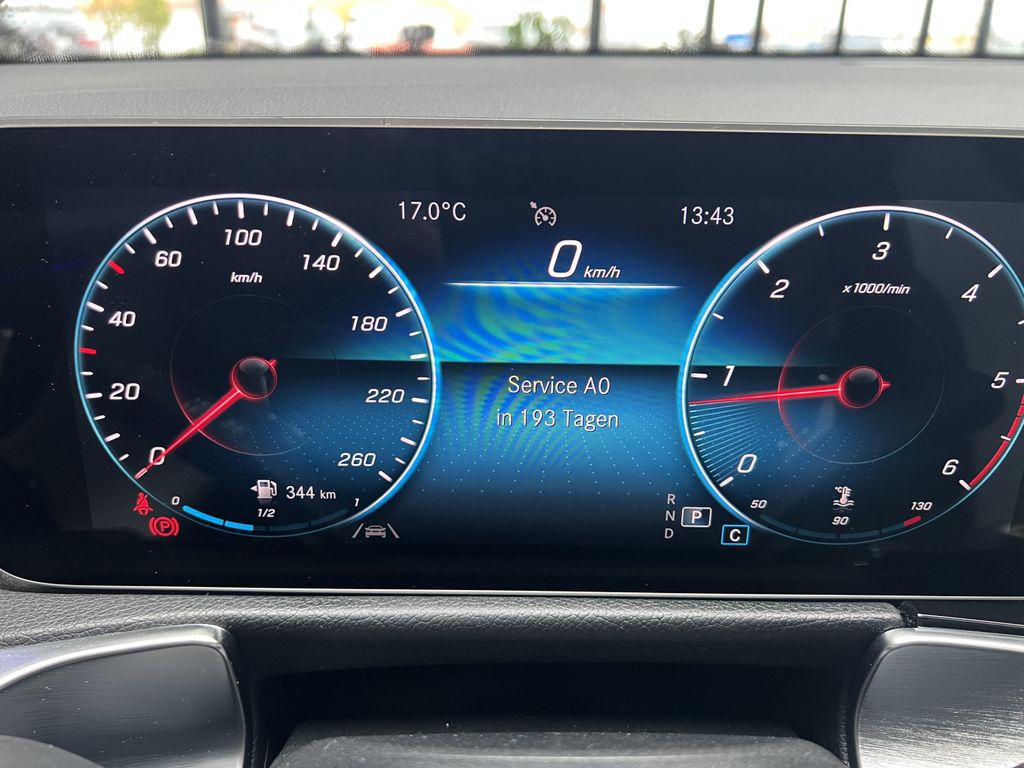 17.0°C
13:43
0 km/h
Service A0
in 193 Tagen
0
20
40
60
100
140
180
220
260
km/h
344 km
0
1/2
1
R
N
P
D
C
0
1
2
3
4
5
6
x1000/min
50
°C
90
130